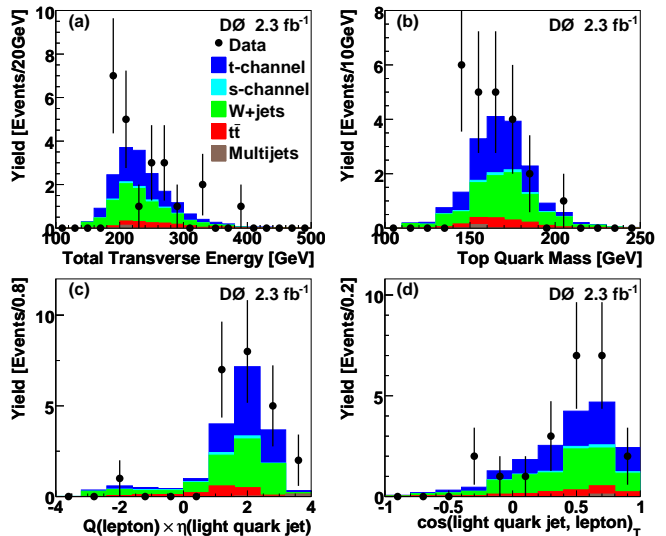 (a) DØ 2.3 fb-1
Data
t-channel
s-channel
W+jets
tt̄
Multijets
Yield [Events/20GeV]
0 2 4 6 8 10
100 200 300 400 500
Total Transverse Energy [GeV]
(b) DØ 2.3 fb-1
Yield [Events/10GeV]
0 2 4 6 8
100 150 200 250
Top Quark Mass [GeV]
(c) DØ 2.3 fb-1
Yield [Events/0.8]
0 5 10
-4 -2 0 2 4
Q(lepton) × η(light quark jet)
(d) DØ 2.3 fb-1
Yield [Events/0.2]
0 5 10
-1 -0.5 0 0.5 1
cos(light quark jet, lepton)T